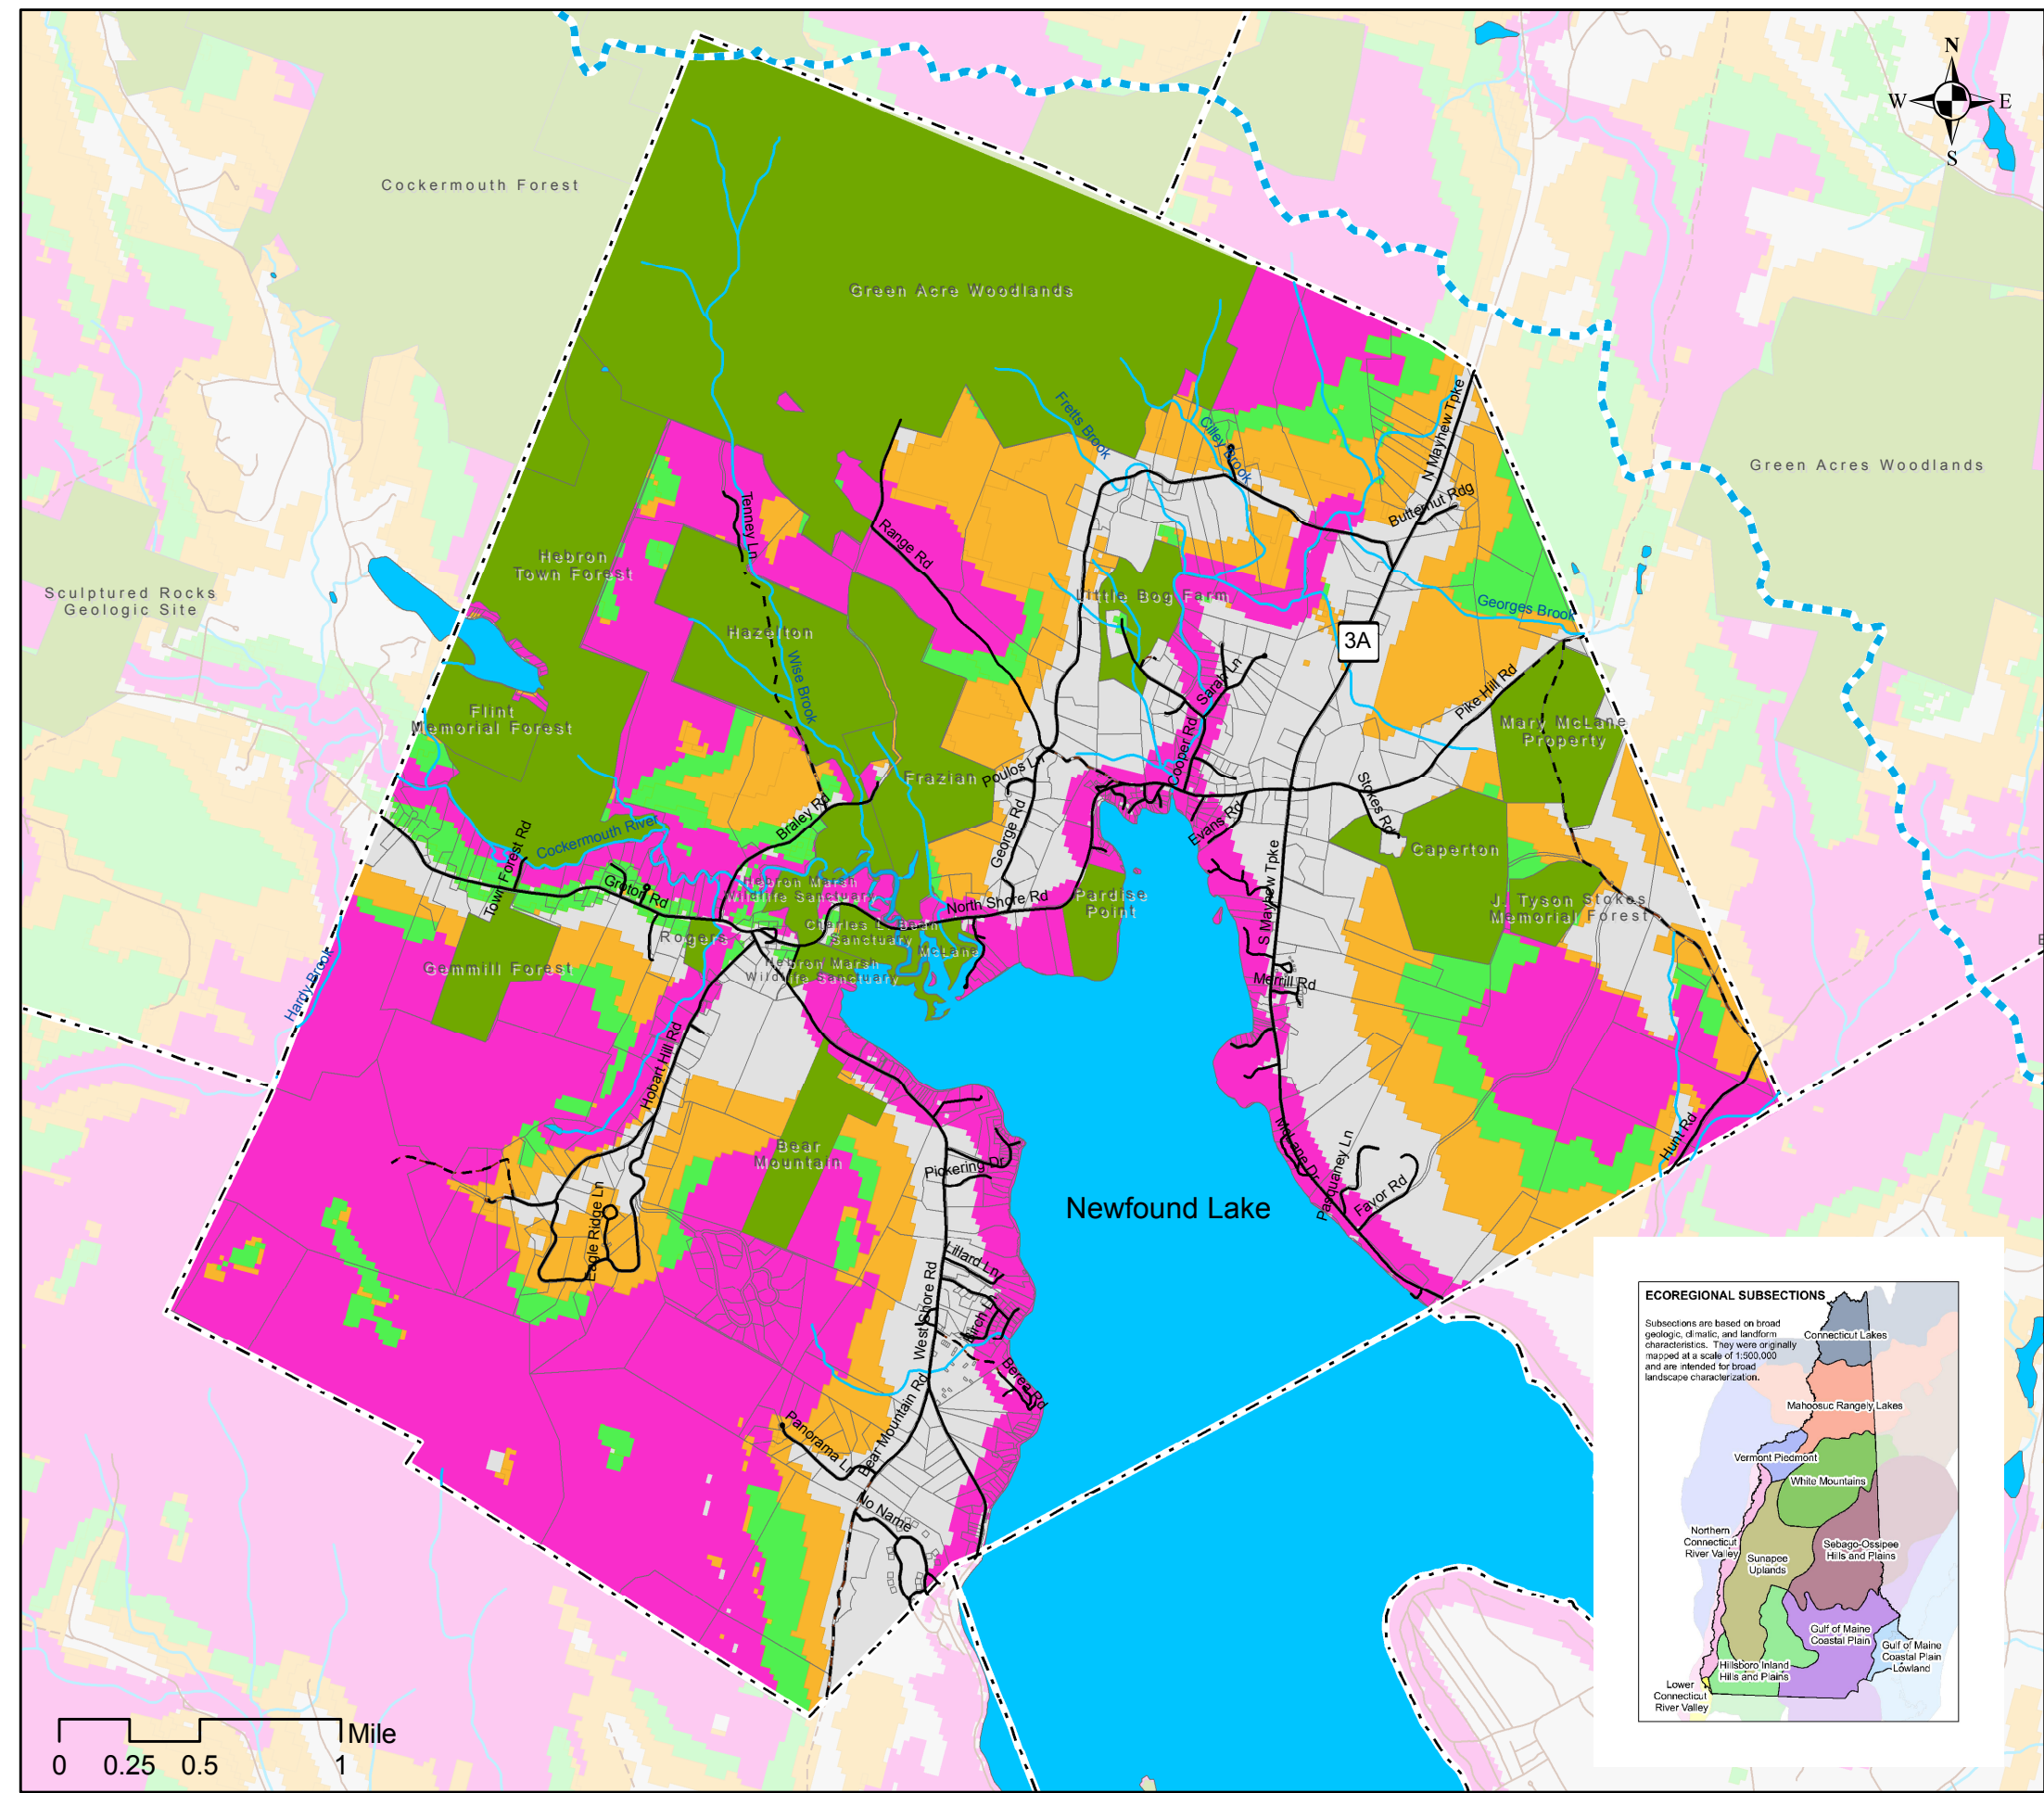 N
W
E
S
Cockermouth Forest
Green Acre Woodlands
Green Acres Woodlands
Fretts Brook
Cilley Brook
N Mayhew Tpke
Butternut Rdg
Tenney Ln
Range Rd
Hebron
Town Forest
Sculptured Rocks
Geologic Site
Little Bog Farm
Georges Brook
Hazelton
3A
Wise Brook
Sarah Ln
Pike Hill Rd
Flint
Memorial Forest
Mary McLane
Property
Cooper Rd
Poulos Ln
Frazian
Stokes Rd
Braley Rd
George Rd
Evans Rd
Cockermouth River
Town Forest Rd
Caperton
Groton Rd
Hebron Marsh
Wildlife Sanctuary
North Shore Rd
Pardise
Point
S Mayhew Tpke
J. Tyson Stokes
Memorial Forest
Charles L. Bean
Sanctuary
Rogers
McLane
Gemmill Forest
Hebron Marsh
Wildlife Sanctuary
Hardy Brook
Merrill Rd
Hobart Hill Rd
Bear
Mountain
Pickering Dr
McLane Dr
Pasquaney Ln
Favor Rd
Hunt Rd
Newfound Lake
Eagle Ridge Ln
Lillard Ln
West Shore Rd
Birch Ln
Berea Rd
Bear Mountain Rd
Panorama Ln
No Name
ECOREGIONAL SUBSECTIONS
Subsections are based on broad
geologic, climatic, and landform
characteristics. They were originally
mapped at a scale of 1:500,000
and are intended for broad
landscape characterization.
Connecticut Lakes
Mahoosuc Rangely Lakes
Vermont Piedmont
White Mountains
Northern
Connecticut
River Valley
Sunapee
Uplands
Sebago-Ossipee
Hills and Plains
Gulf of Maine
Coastal Plain
Gulf of Maine
Coastal Plain
Lowland
Hillsboro Inland
Hills and Plains
Lower
Connecticut
River Valley
Mile
0 0.25 0.5 1